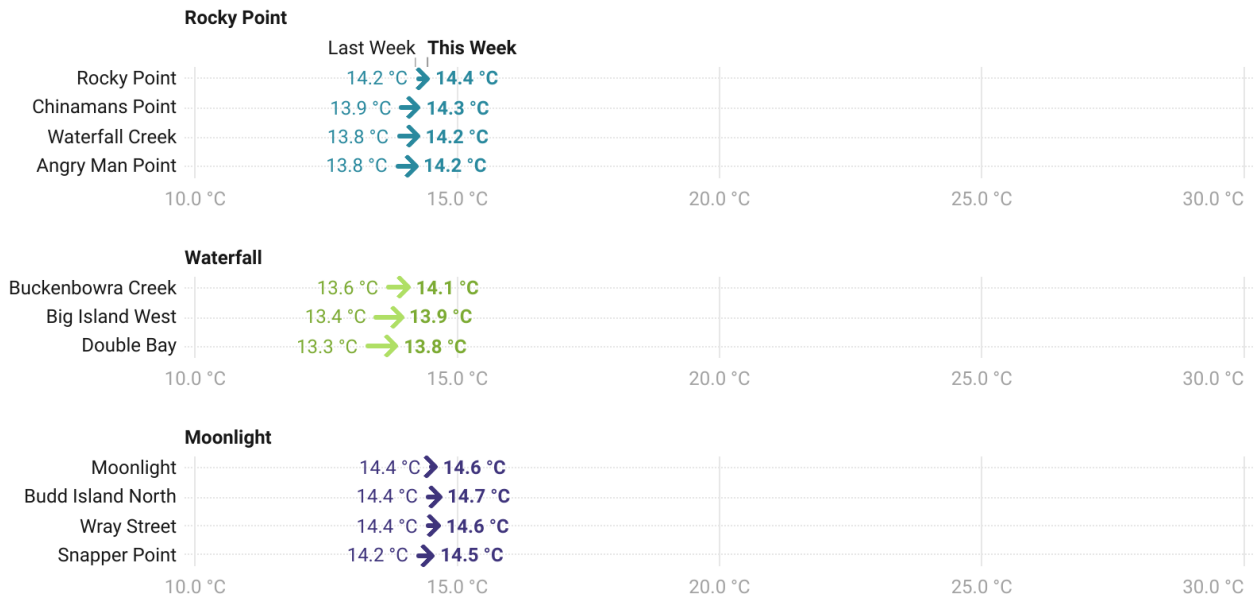 Rocky Point
Last Week This Week
Rocky Point 14.2 °C 14.4 °C
Chinamans Point 13.9 °C 14.3 °C
Waterfall Creek 13.8 °C 14.2 °C
Angry Man Point 13.8 °C 14.2 °C
10.0 °C 15.0 °C 20.0 °C 25.0 °C 30.0 °C
Waterfall
Buckenbowra Creek 13.6 °C 14.1 °C
Big Island West 13.4 °C 13.9 °C
Double Bay 13.3 °C 13.8 °C
10.0 °C 15.0 °C 20.0 °C 25.0 °C 30.0 °C
Moonlight
Moonlight 14.4 °C 14.6 °C
Budd Island North 14.4 °C 14.7 °C
Wray Street 14.4 °C 14.6 °C
Snapper Point 14.2 °C 14.5 °C
10.0 °C 15.0 °C 20.0 °C 25.0 °C 30.0 °C